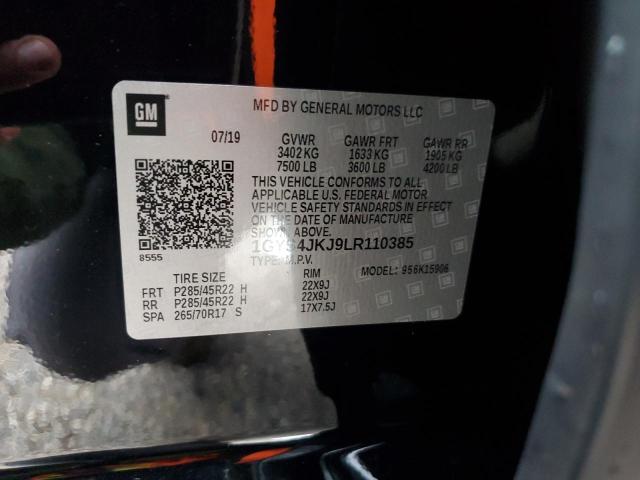 GM
MFD BY GENERAL MOTORS LLC
07/19 GVWR GAWR FRT GAWR RR
3402 KG 1633 KG 1905 KG
7500 LB 3600 LB 4200 LB
THIS VEHICLE CONFORMS TO ALL
APPLICABLE U.S. FEDERAL MOTOR
VEHICLE SAFETY STANDARDS IN EFFECT
ON THE DATE OF MANUFACTURE
SHOWN ABOVE.
8555
1GYS4JKJ9LR110385
TYPE: M.P.V. MODEL: 956K15906
TIRE SIZE RIM
FRT P285/45R22 H 22X9J
RR P285/45R22 H 22X9J
SPA 265/70R17 S 17X7.5J